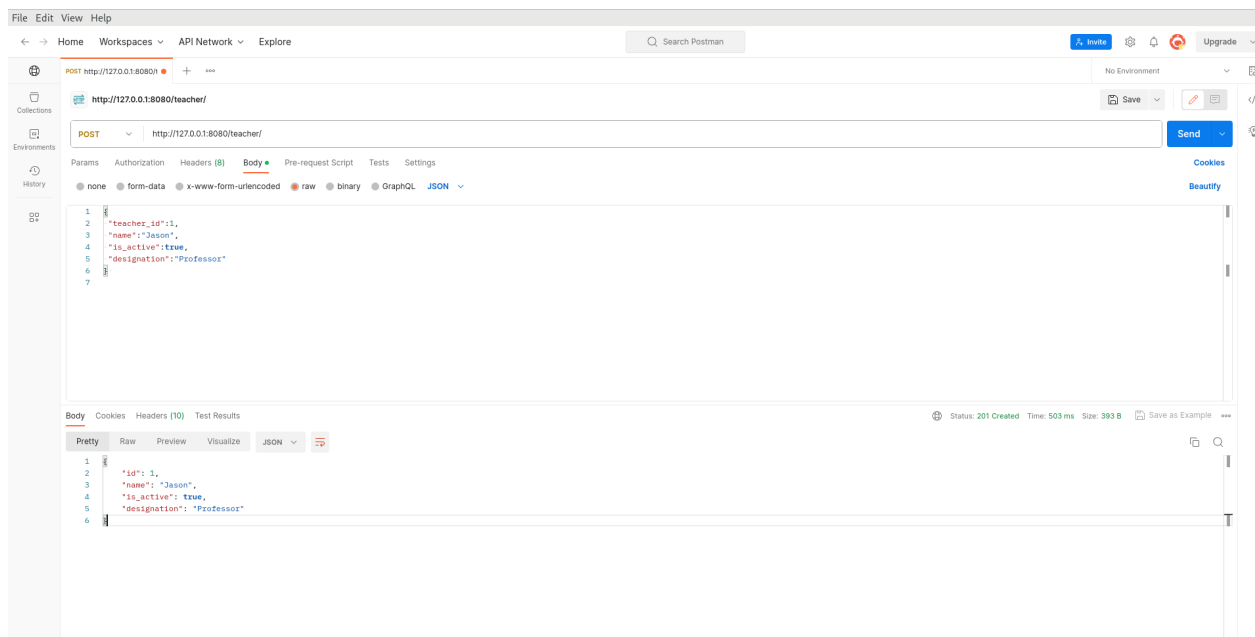 File Edit View Help
Home Workspaces API Network Explore
Search Postman
Invite
Upgrade
POST http://127.0.0.1:8080/t
No Environment
Collections
http://127.0.0.1:8080/teacher/
Save
Environments
POST http://127.0.0.1:8080/teacher/
Send
History
Params Authorization Headers (8) Body Pre-request Script Tests Settings
Cookies
none form-data x-www-form-urlencoded raw binary GraphQL JSON
Beautify
1 {
2 "teacher_id":1,
3 "name":"Jason",
4 "is_active":true,
5 "designation":"Professor"
6 }
7
Body Cookies Headers (10) Test Results
Status: 201 Created Time: 503 ms Size: 393 B Save as Example
Pretty Raw Preview Visualize JSON
1 {
2 "id": 1,
3 "name": "Jason",
4 "is_active": true,
5 "designation": "Professor"
6 }